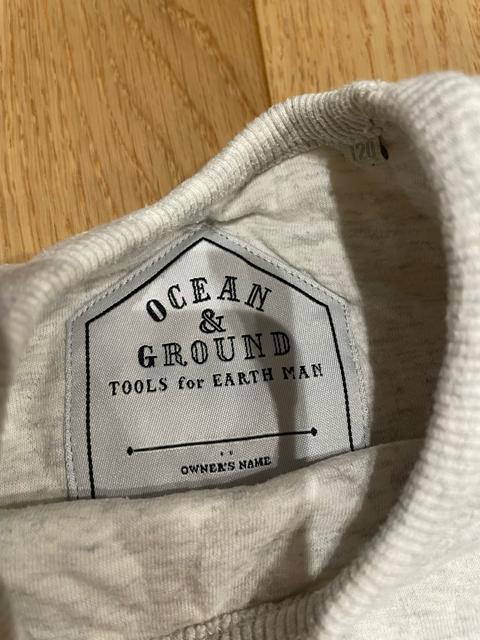 120
OCEAN
&
GROUND
TOOLS for EARTH MAN
OWNER'S NAME